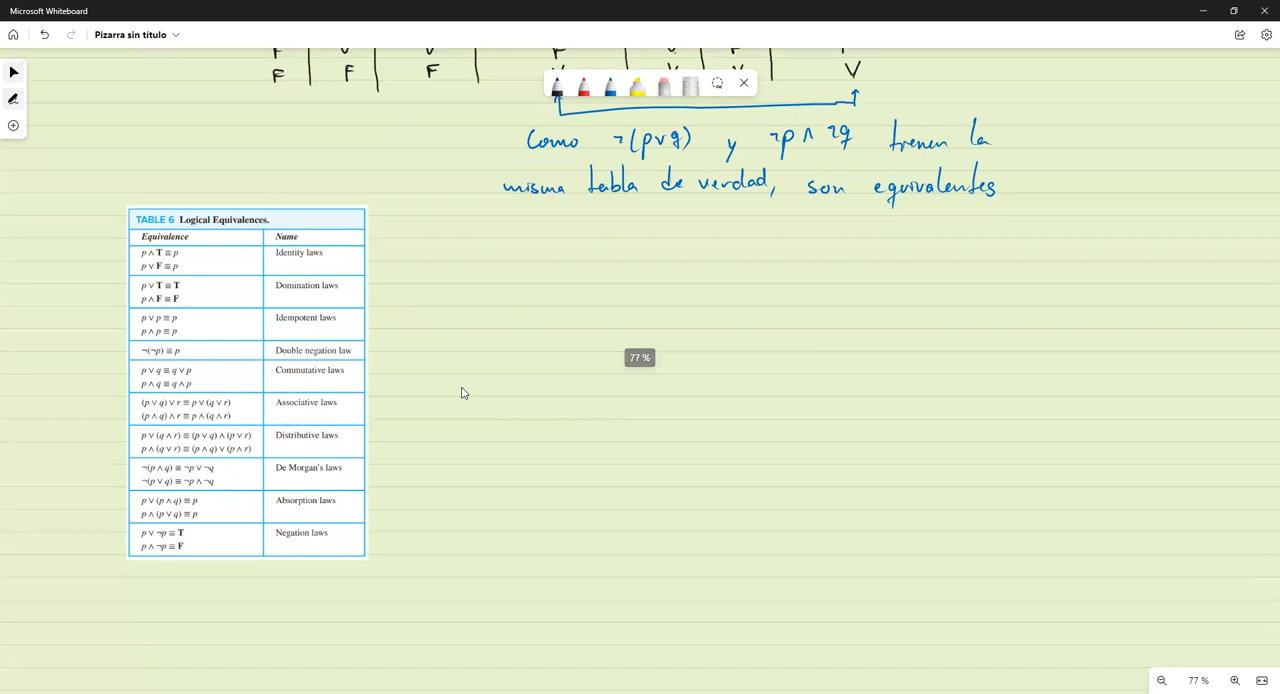 Microsoft Whiteboard
Pizarra sin título
F | V | V | F | V | F | V
F | F | F | V | V | V | V
Como ¬(p∨q) y ¬p ∧ ¬q tienen la
misma tabla de verdad, son equivalentes
TABLE 6 Logical Equivalences.
Equivalence Name
p ∧ T ≡ p Identity laws
p ∨ F ≡ p
p ∨ T ≡ T Domination laws
p ∧ F ≡ F
p ∨ p ≡ p Idempotent laws
p ∧ p ≡ p
¬(¬p) ≡ p Double negation law
p ∨ q ≡ q ∨ p Commutative laws
p ∧ q ≡ q ∧ p
(p ∨ q) ∨ r ≡ p ∨ (q ∨ r) Associative laws
(p ∧ q) ∧ r ≡ p ∧ (q ∧ r)
p ∨ (q ∧ r) ≡ (p ∨ q) ∧ (p ∨ r) Distributive laws
p ∧ (q ∨ r) ≡ (p ∧ q) ∨ (p ∧ r)
¬(p ∧ q) ≡ ¬p ∨ ¬q De Morgan's laws
¬(p ∨ q) ≡ ¬p ∧ ¬q
p ∨ (p ∧ q) ≡ p Absorption laws
p ∧ (p ∨ q) ≡ p
p ∨ ¬p ≡ T Negation laws
p ∧ ¬p ≡ F
77 %
77 %